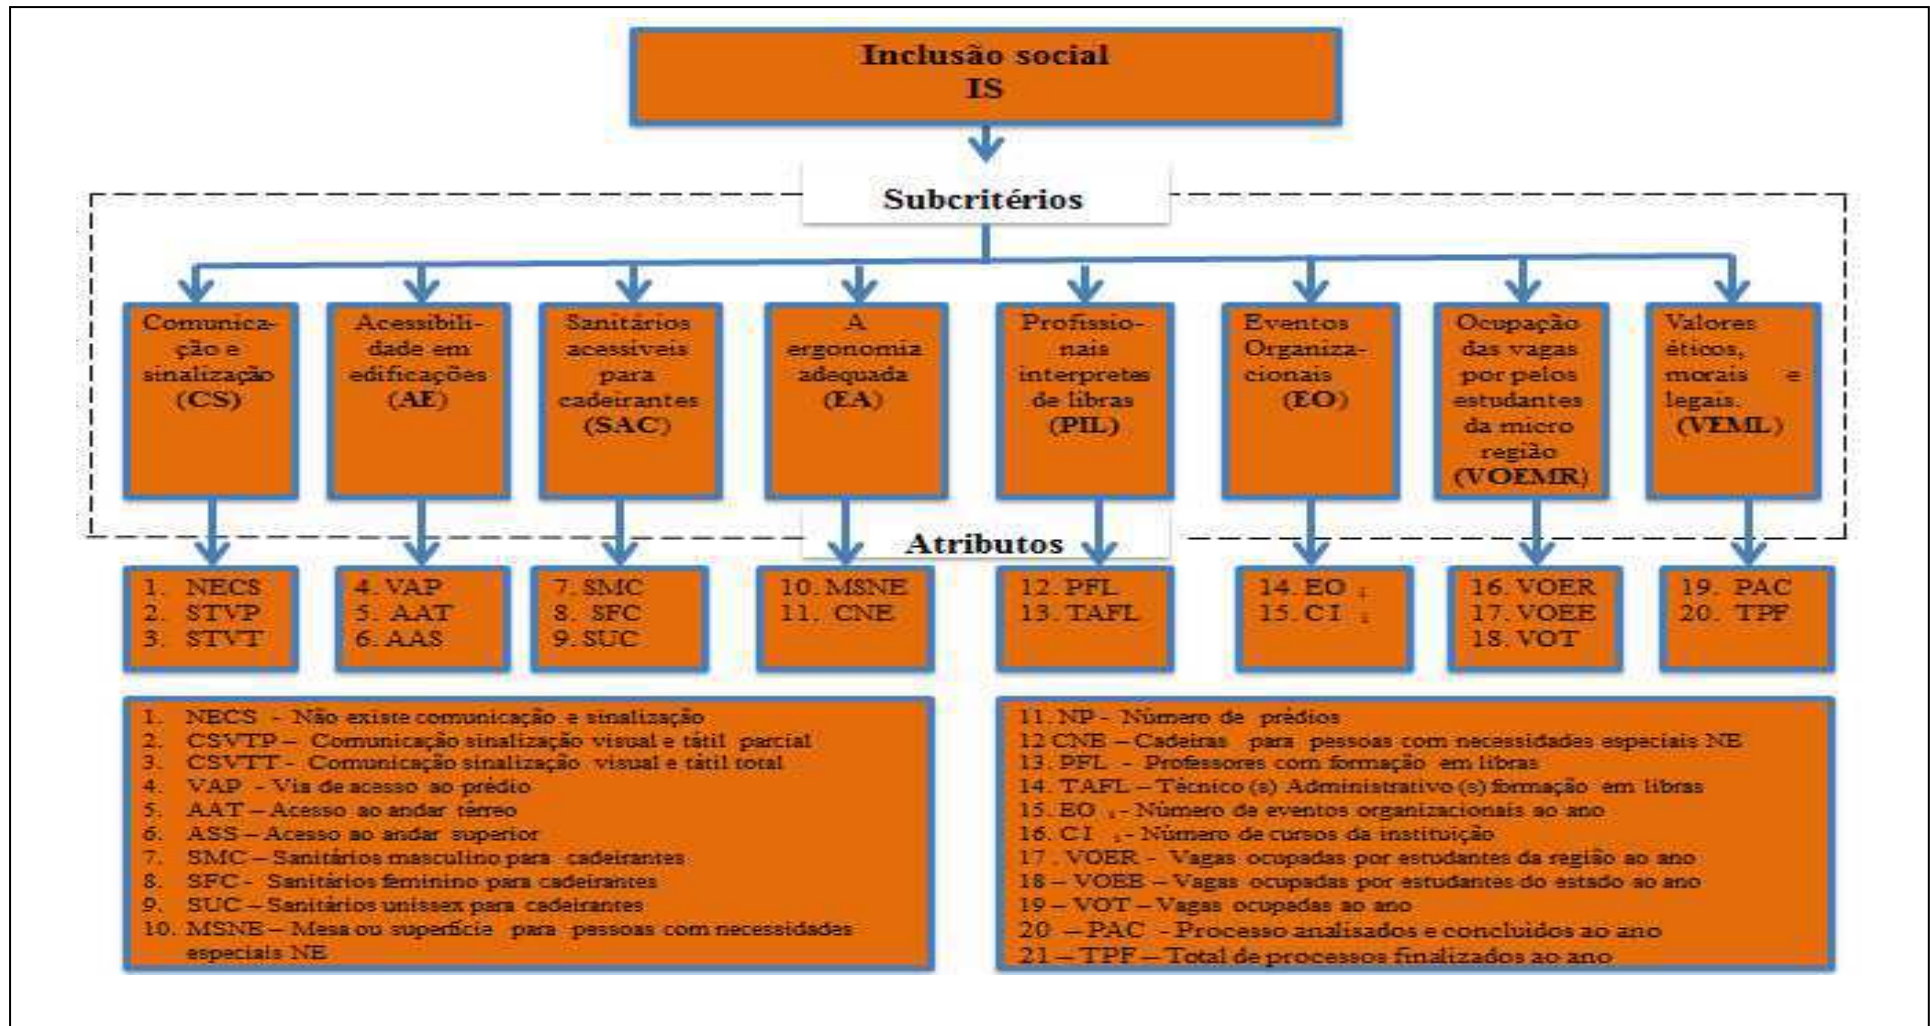 Inclusão social
IS
Subcritérios
Comunica-
ção e
sinalização
(CS)
Acessibili-
dade em
edificações
(AE)
Sanitários
acessíveis
para
cadeirantes
(SAC)
A
ergonomia
adequada
(EA)
Profissio-
nais
interpretes
de libras
(PIL)
Eventos
Organiza-
cionais
(EO)
Ocupação
das vagas
por pelos
estudantes
da micro
região
(VOEMR)
Valores
éticos,
morais e
legais.
(VEML)
Atributos
1. NECS
2. STVP
3. STVT
4. VAP
5. AAT
6. AAS
7. SMC
8. SFC
9. SUC
10. MSNE
11. CNE
12. PFL
13. TAFL
14. EO
15. CI
16. VOER
17. VOEE
18. VOT
19. PAC
20. TPF
1. NECS - Não existe comunicação e sinalização
2. CSVTP – Comunicação sinalização visual e tátil parcial
3. CSVTT - Comunicação sinalização visual e tátil total
4. VAP - Via de acesso ao prédio
5. AAT – Acesso ao andar térreo
6. ASS – Acesso ao andar superior
7. SMC – Sanitários masculino para cadeirantes
8. SFC - Sanitários feminino para cadeirantes
9. SUC – Sanitários unissex para cadeirantes
10. MSNE – Mesa ou superfície para pessoas com necessidades
especiais NE
11. NP - Número de prédios
12 CNE – Cadeiras para pessoas com necessidades especiais NE
13. PFL - Professores com formação em libras
14. TAFL – Técnico (s) Administrativo (s) formação em libras
15. EO - Número de eventos organizacionais ao ano
16. CI - Número de cursos da instituição
17 . VOER - Vagas ocupadas por estudantes da região ao ano
18 – VOEE – Vagas ocupadas por estudantes do estado ao ano
19 – VOT – Vagas ocupadas ao ano
20 – PAC - Processo analisados e concluídos ao ano
21 – TPF – Total de processos finalizados ao ano